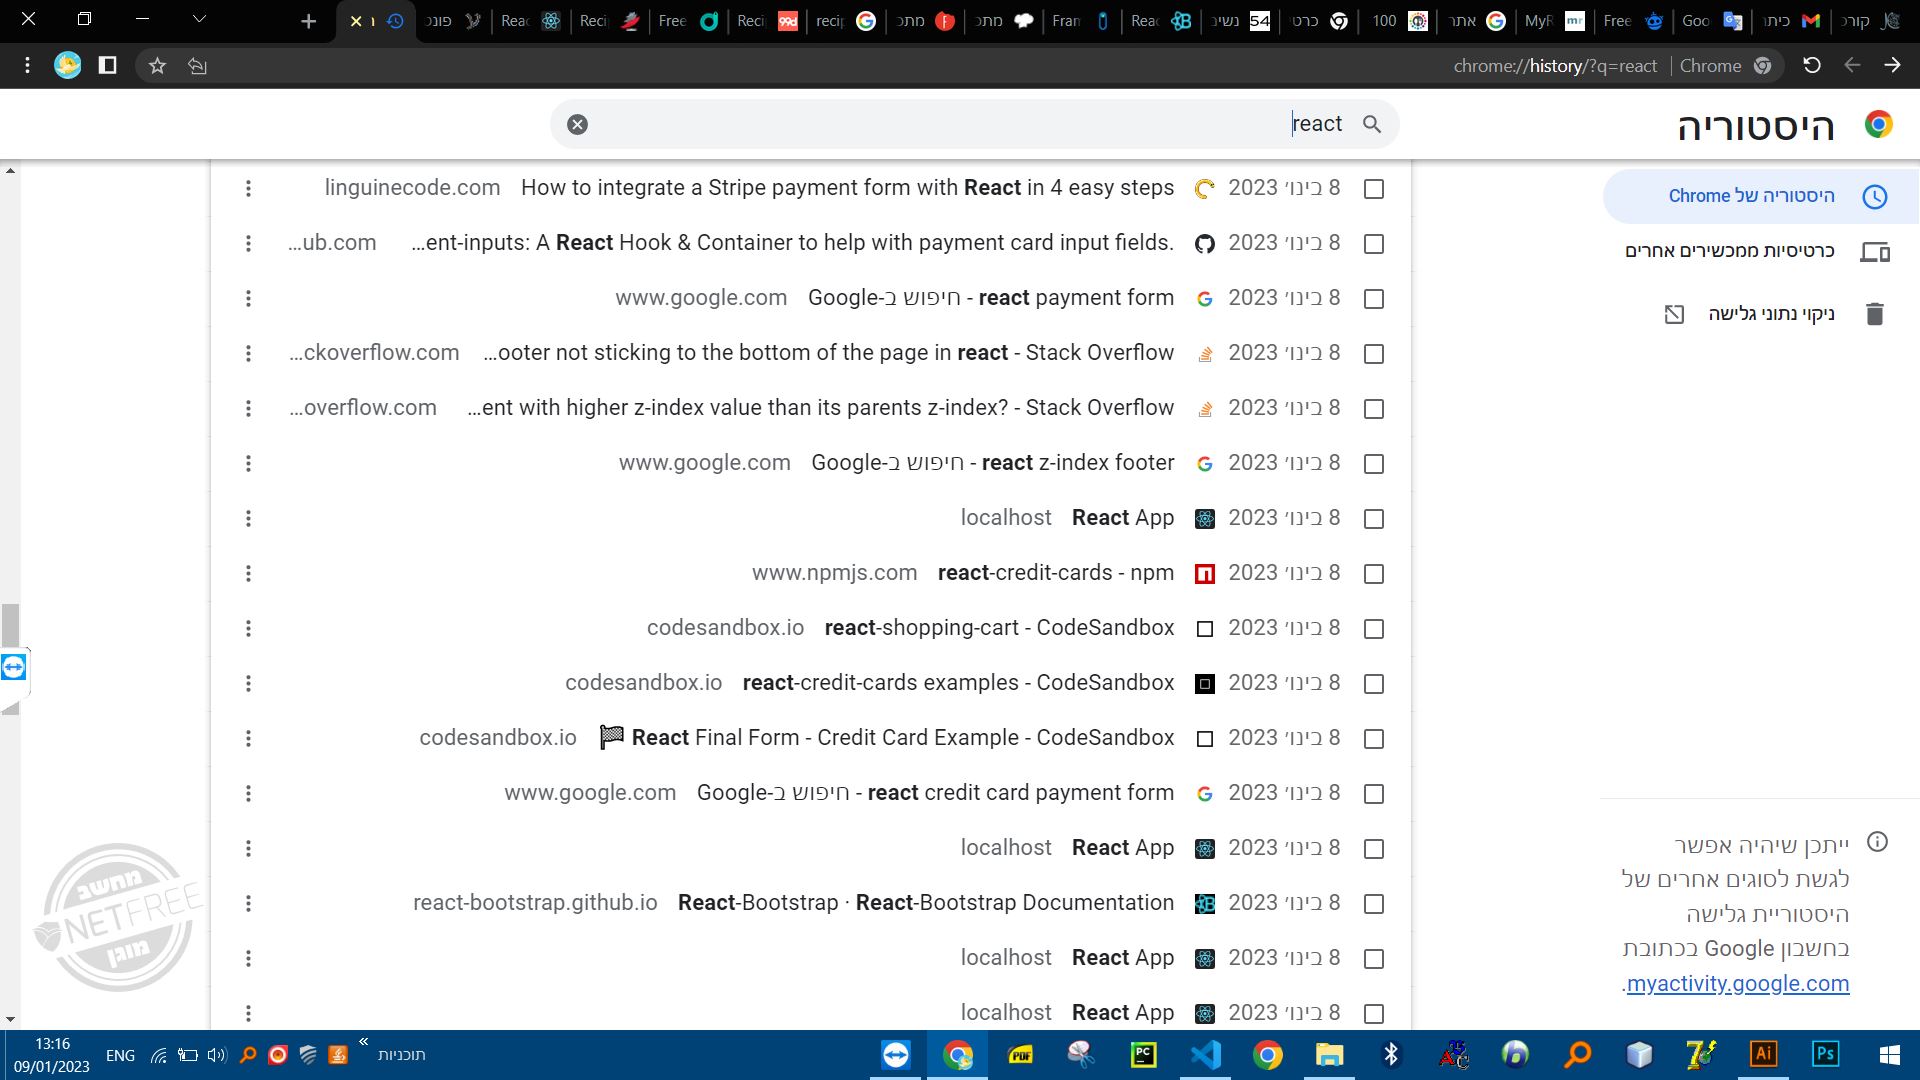 קורכ
כיתו
Goo
Free
MyR
אתר
100
כרטי
נשינ
Reac
Fran
מתכ
מתכ
recip
Reci
Free
Reci
Reac
פונכ
chrome://history/?q=react
Chrome
היסטוריה
react
היסטוריה של Chrome
כרטיסיות ממכשירים אחרים
ניקוי נתוני גלישה
8 בינו׳ 2023 How to integrate a Stripe payment form with React in 4 easy steps linguinecode.com
8 בינו׳ 2023 ...ent-inputs: A React Hook & Container to help with payment card input fields. ...ub.com
8 בינו׳ 2023 react payment form - חיפוש ב-Google www.google.com
8 בינו׳ 2023 ...ooter not sticking to the bottom of the page in react - Stack Overflow ...ckoverflow.com
8 בינו׳ 2023 ...ent with higher z-index value than its parents z-index? - Stack Overflow ...overflow.com
8 בינו׳ 2023 react z-index footer - חיפוש ב-Google www.google.com
8 בינו׳ 2023 React App localhost
8 בינו׳ 2023 react-credit-cards - npm www.npmjs.com
8 בינו׳ 2023 react-shopping-cart - CodeSandbox codesandbox.io
8 בינו׳ 2023 react-credit-cards examples - CodeSandbox codesandbox.io
8 בינו׳ 2023 🏁 React Final Form - Credit Card Example - CodeSandbox codesandbox.io
8 בינו׳ 2023 react credit card payment form - חיפוש ב-Google www.google.com
8 בינו׳ 2023 React App localhost
8 בינו׳ 2023 React-Bootstrap · React-Bootstrap Documentation react-bootstrap.github.io
8 בינו׳ 2023 React App localhost
8 בינו׳ 2023 React App localhost
ייתכן שיהיה אפשר
לגשת לסוגים אחרים של
היסטוריית גלישה
בחשבון Google בכתובת
myactivity.google.com.
מחשב
NETFREE
מוגן
תוכניות
ENG
13:16
09/01/2023